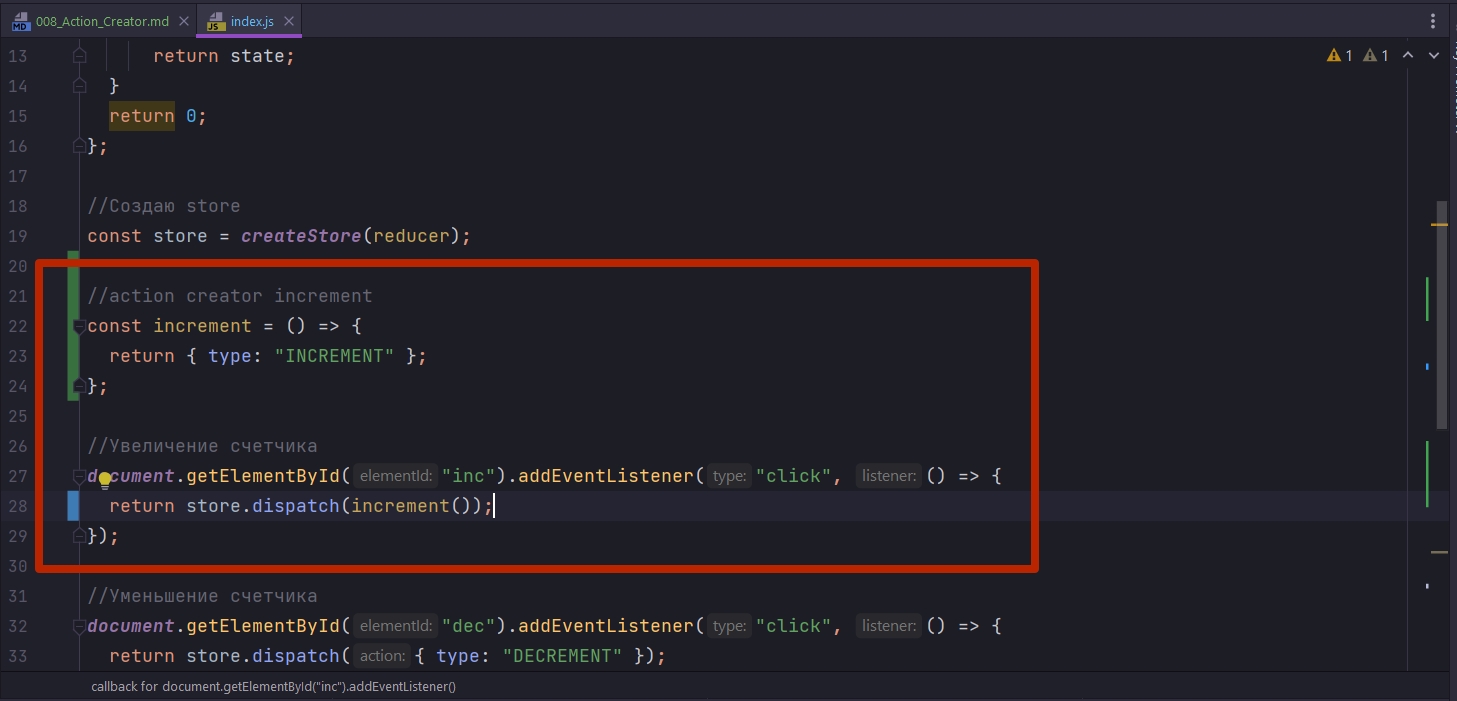 MD 008_Action_Creator.md JS index.js
13 return state; 1 1
14 }
15 return 0;
16 };
17
18 //Создаю store
19 const store = createStore(reducer);
20
21 //action creator increment
22 const increment = () => {
23 return { type: "INCREMENT" };
24 };
25
26 //Увеличение счетчика
27 document.getElementById( elementId: "inc").addEventListener( type: "click", listener: () => {
28 return store.dispatch(increment());
29 });
30
31 //Уменьшение счетчика
32 document.getElementById( elementId: "dec").addEventListener( type: "click", listener: () => {
33 return store.dispatch( action: { type: "DECREMENT" });
callback for document.getElementById("inc").addEventListener()